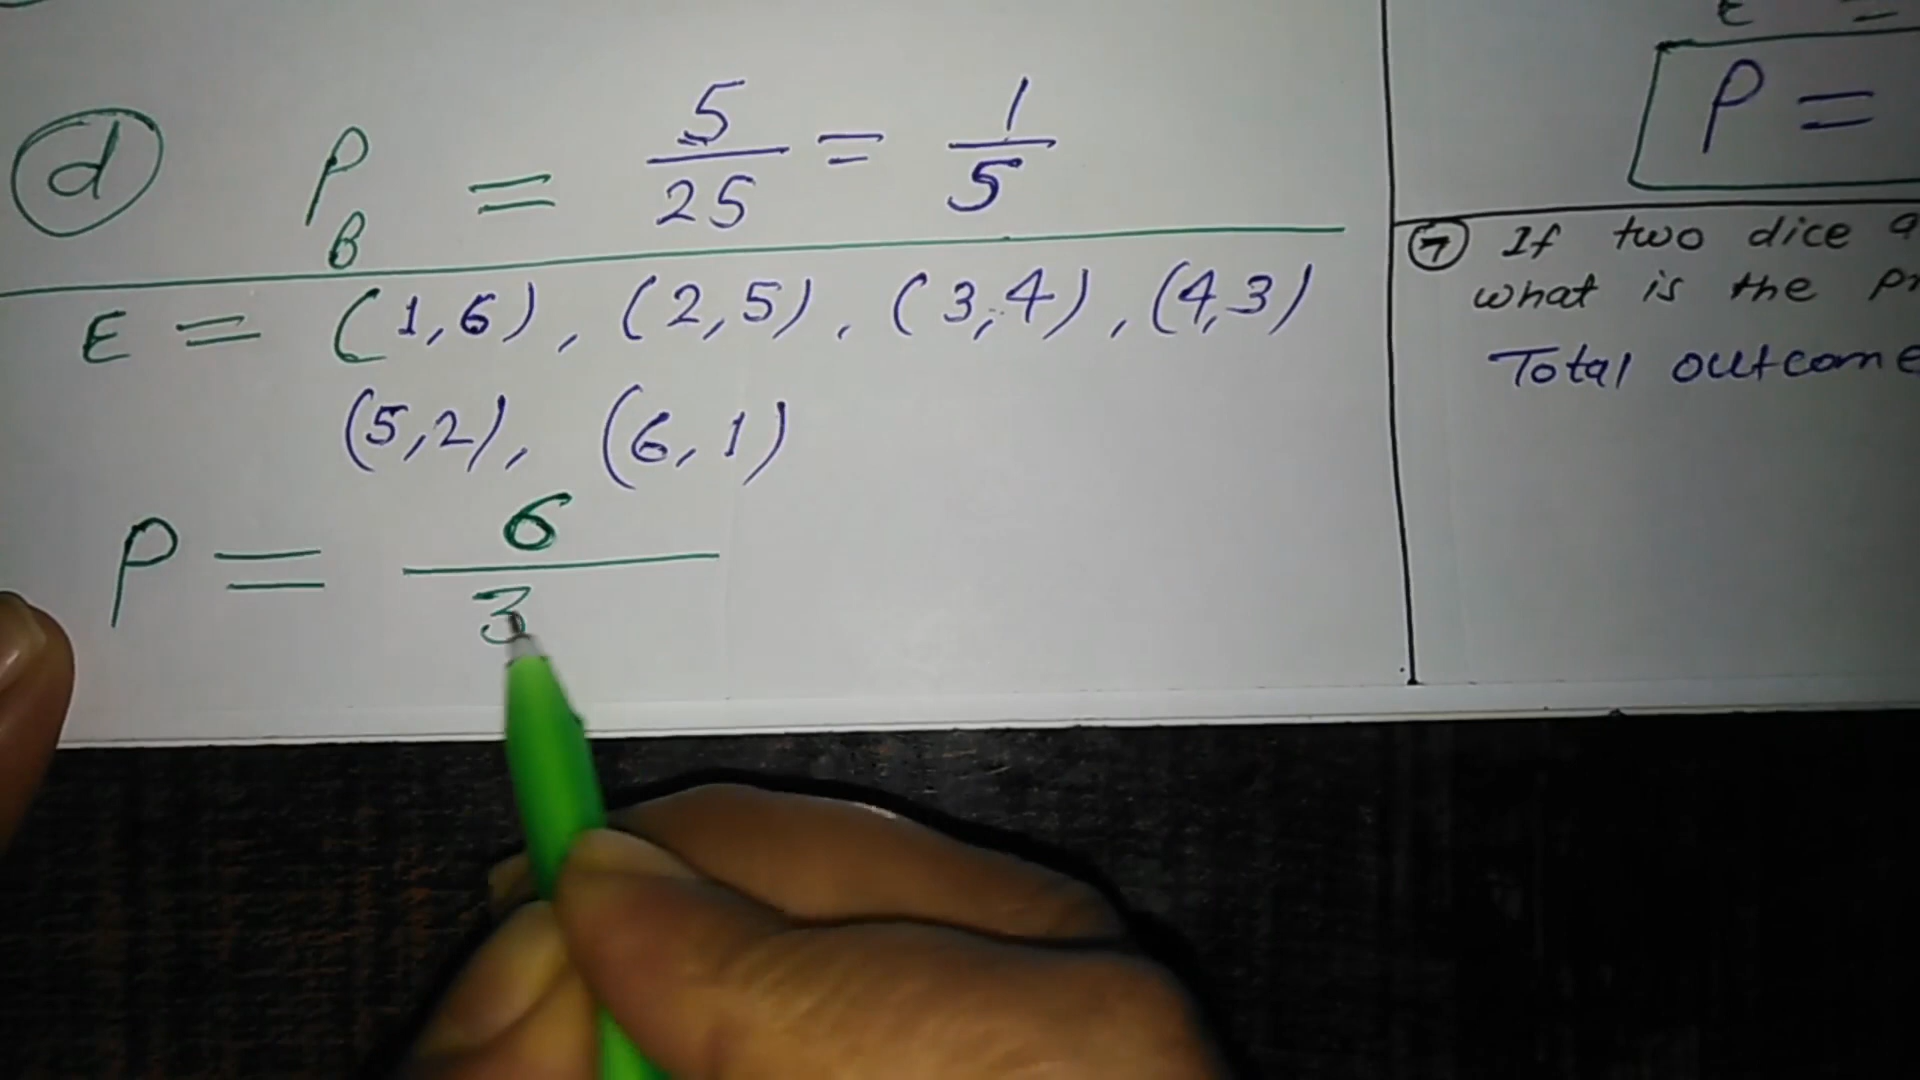 d P_B = 5/25 = 1/5
E = (1,6), (2,5), (3,4), (4,3)
(5,2), (6,1)
P = 6/3
E =
P =
7 If two dice
what is the
Total outcome